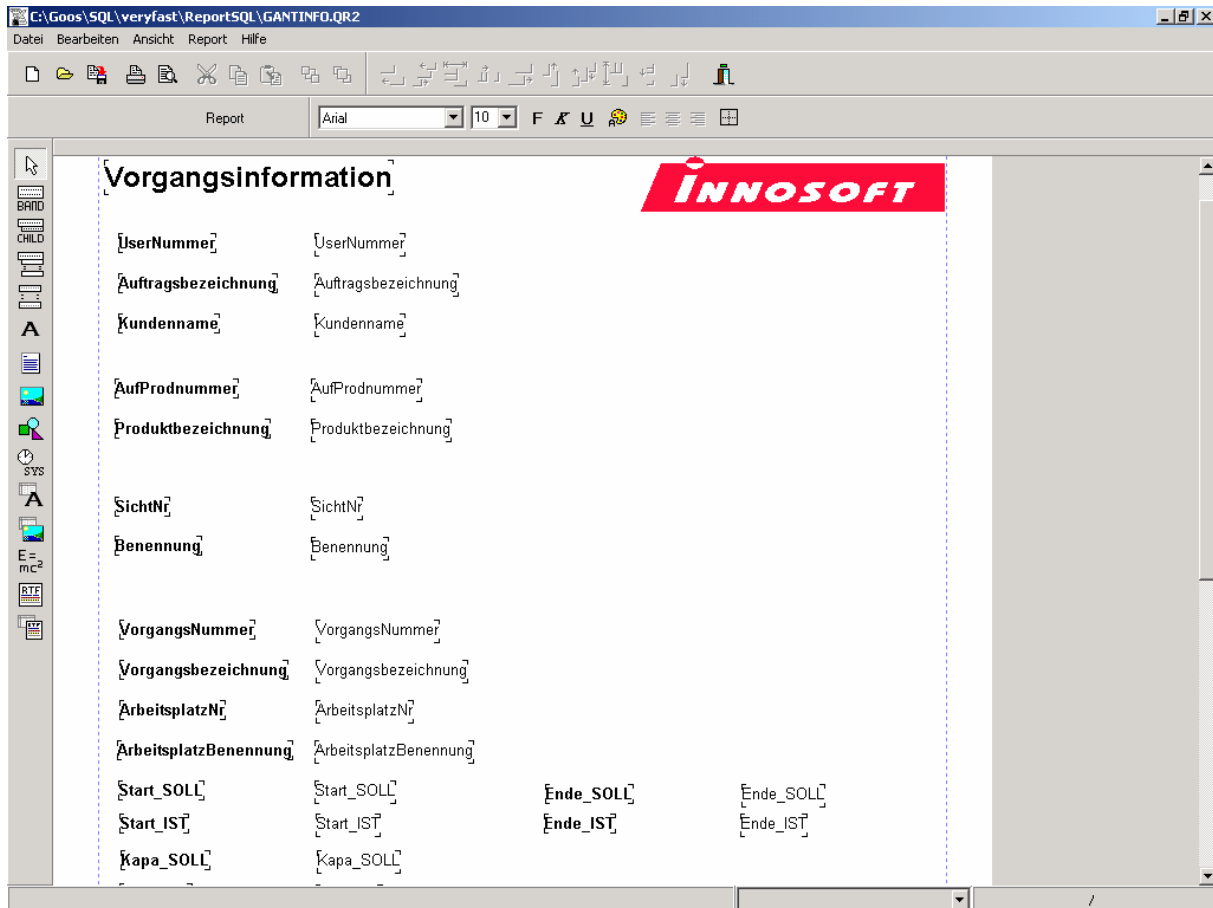 C:\Goos\SQL\veryfast\ReportSQL\GANTINFO.QR2
Datei Bearbeiten Ansicht Report Hilfe
Report Arial 10 F K U
BAND
CHILD
A
SYS
A
E=
mc²
RTF
RTF
Vorgangsinformation INNOSOFT
UserNummer UserNummer
Auftragsbezeichnung Auftragsbezeichnung
Kundenname Kundenname
AufProdnummer AufProdnummer
Produktbezeichnung Produktbezeichnung
SichtNr SichtNr
Benennung Benennung
VorgangsNummer VorgangsNummer
Vorgangsbezeichnung Vorgangsbezeichnung
ArbeitsplatzNr ArbeitsplatzNr
ArbeitsplatzBenennung ArbeitsplatzBenennung
Start_SOLL Start_SOLL Ende_SOLL Ende_SOLL
Start_IST Start_IST Ende_IST Ende_IST
Kapa_SOLL Kapa_SOLL
/